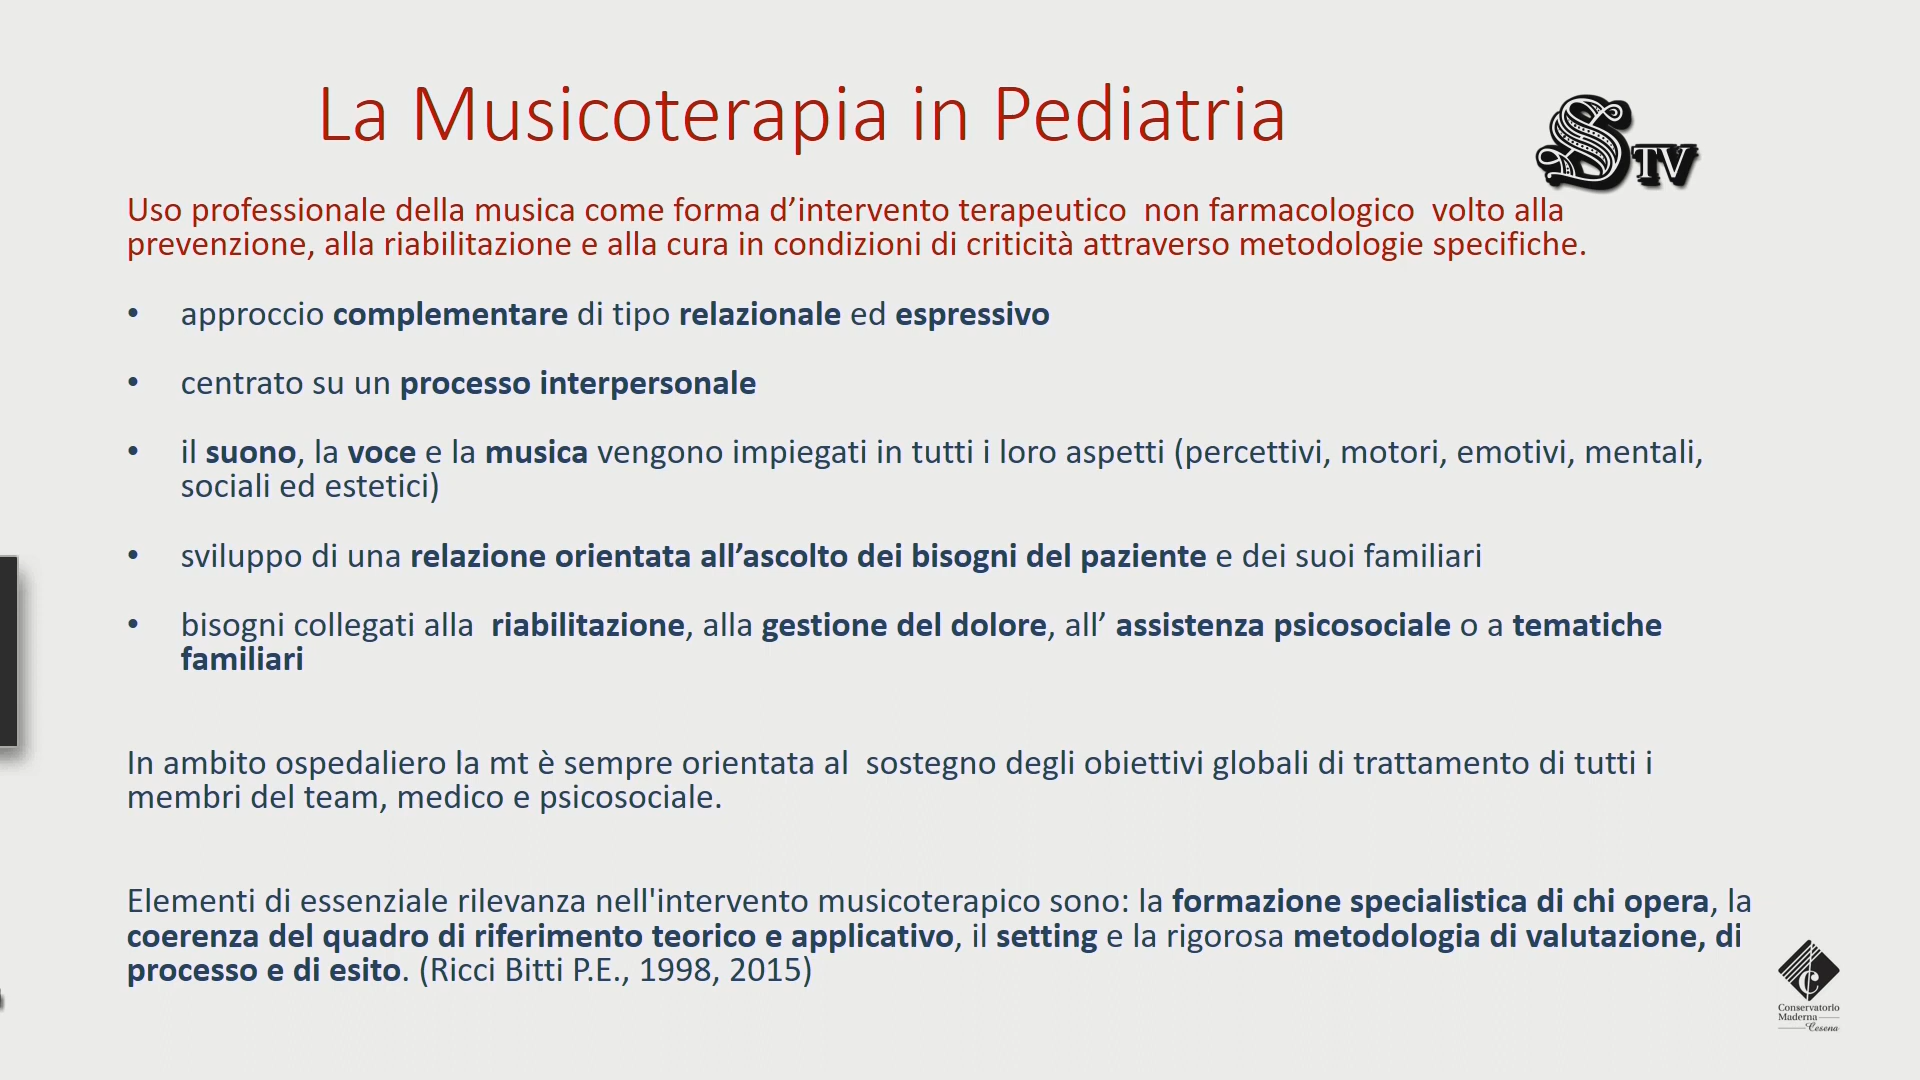 La Musicoterapia in Pediatria
STV
Uso professionale della musica come forma d’intervento terapeutico  non farmacologico  volto alla
prevenzione, alla riabilitazione e alla cura in condizioni di criticità attraverso metodologie specifiche.
• approccio complementare di tipo relazionale ed espressivo
• centrato su un processo interpersonale
• il suono, la voce e la musica vengono impiegati in tutti i loro aspetti (percettivi, motori, emotivi, mentali,
sociali ed estetici)
• sviluppo di una relazione orientata all’ascolto dei bisogni del paziente e dei suoi familiari
• bisogni collegati alla  riabilitazione, alla gestione del dolore, all’ assistenza psicosociale o a tematiche
familiari
In ambito ospedaliero la mt è sempre orientata al  sostegno degli obiettivi globali di trattamento di tutti i
membri del team, medico e psicosociale.
Elementi di essenziale rilevanza nell'intervento musicoterapico sono: la formazione specialistica di chi opera, la
coerenza del quadro di riferimento teorico e applicativo, il setting e la rigorosa metodologia di valutazione, di
processo e di esito. (Ricci Bitti P.E., 1998, 2015)
Conservatorio
Maderna
Cesena